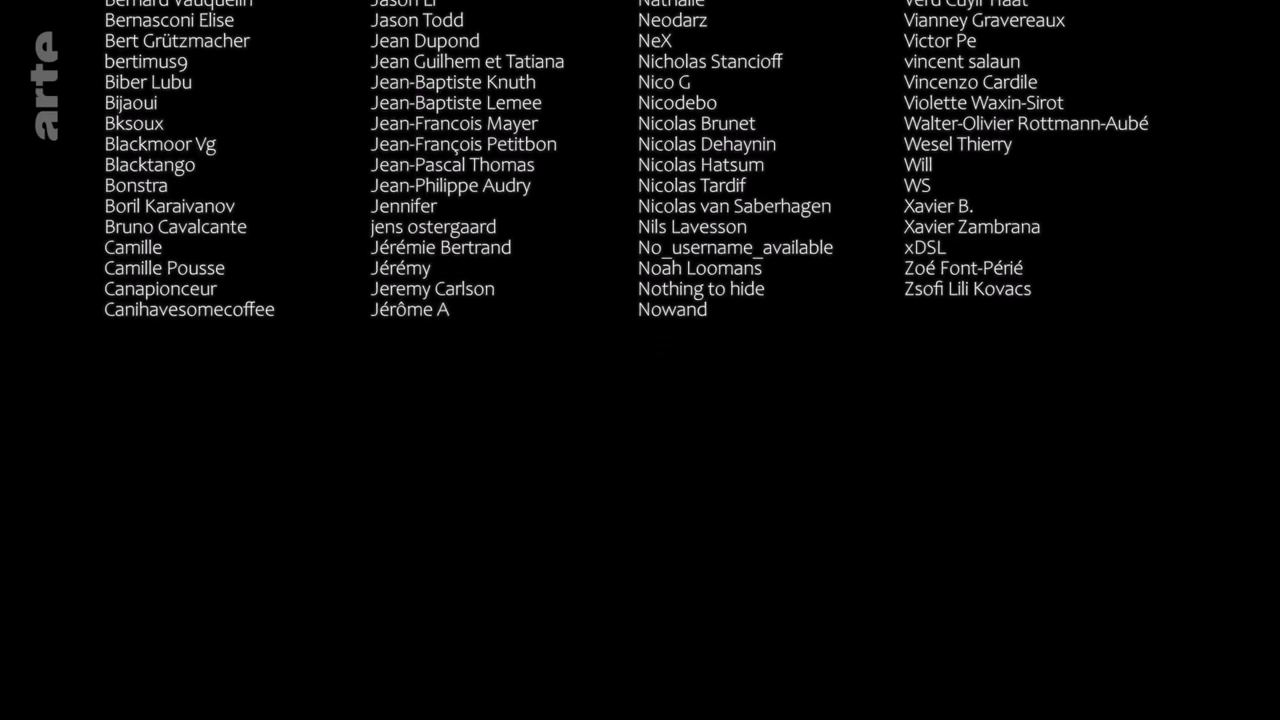 arte
Bernard Vauquelin
Bernasconi Elise
Bert Grützmacher
bertimus9
Biber Lubu
Bijaoui
Bksoux
Blackmoor Vg
Blacktango
Bonstra
Boril Karaivanov
Bruno Cavalcante
Camille
Camille Pousse
Canapionceur
Canihavesomecoffee
Jason Li
Jason Todd
Jean Dupond
Jean Guilhem et Tatiana
Jean-Baptiste Knuth
Jean-Baptiste Lemee
Jean-Francois Mayer
Jean-François Petitbon
Jean-Pascal Thomas
Jean-Philippe Audry
Jennifer
jens ostergaard
Jérémie Bertrand
Jérémy
Jeremy Carlson
Jérôme A
Nathalie
Neodarz
NeX
Nicholas Stancioff
Nico G
Nicodebo
Nicolas Brunet
Nicolas Dehaynin
Nicolas Hatsum
Nicolas Tardif
Nicolas van Saberhagen
Nils Lavesson
No_username_available
Noah Loomans
Nothing to hide
Nowand
Vianney Gravereaux
Victor Pe
vincent salaun
Vincenzo Cardile
Violette Waxin-Sirot
Walter-Olivier Rottmann-Aubé
Wesel Thierry
Will
WS
Xavier B.
Xavier Zambrana
xDSL
Zoé Font-Périé
Zsofi Lili Kovacs